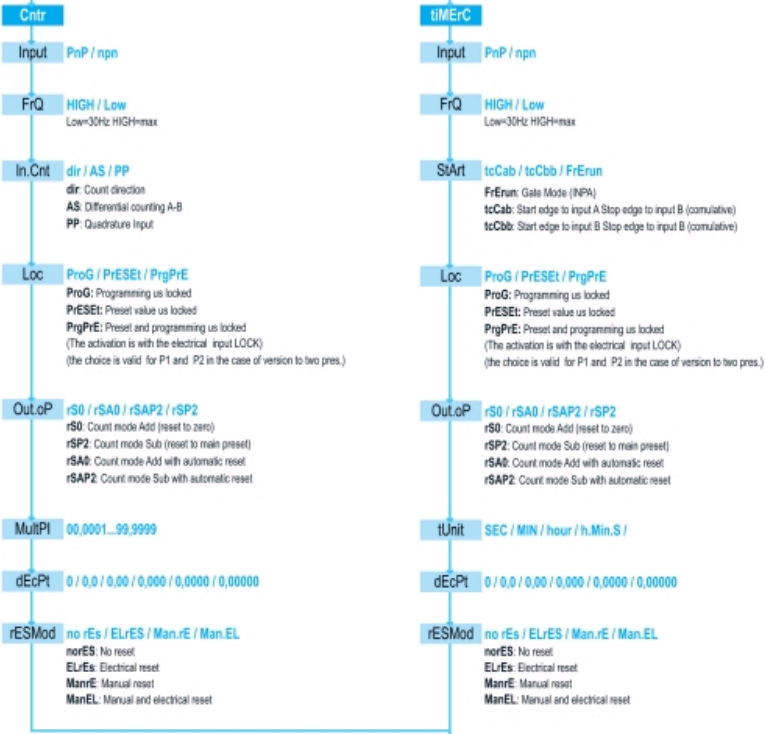 Cntr
Input PnP / npn
FrQ HIGH / Low
Low=30Hz HIGH=max
In.Cnt dir / AS / PP
dir: Count direction
AS: Differential counting A-B
PP: Quadrature Input
Loc ProG / PrESEt / PrgPrE
ProG: Programming us locked
PrESEt: Preset value us locked
PrgPrE: Preset and programming us locked
(The activation is with the electrical input LOCK)
(the choice is valid for P1 and P2 in the case of version to two pres.)
Out.oP rS0 / rSA0 / rSAP2 / rSP2
rS0: Count mode Add (reset to zero)
rSP2: Count mode Sub (reset to main preset)
rSA0: Count mode Add with automatic reset
rSAP2: Count mode Sub with automatic reset
MultPl 00,0001...99,9999
dEcPt 0 / 0,0 / 0,00 / 0,000 / 0,0000 / 0,00000
rESMod no rEs / ELrES / Man.rE / Man.EL
norES: No reset
ELrEs: Electrical reset
ManrE: Manual reset
ManEL: Manual and electrical reset
tiMErC
Input PnP / npn
FrQ HIGH / Low
Low=30Hz HIGH=max
StArt tcCab / tcCbb / FrErun
FrErun: Gate Mode (INPA)
tcCab: Start edge to input A Stop edge to input B (comulative)
tcCbb: Start edge to input B Stop edge to input B (comulative)
Loc ProG / PrESEt / PrgPrE
ProG: Programming us locked
PrESEt: Preset value us locked
PrgPrE: Preset and programming us locked
(The activation is with the electrical input LOCK)
(the choice is valid for P1 and P2 in the case of version to two pres.)
Out.oP rS0 / rSA0 / rSAP2 / rSP2
rS0: Count mode Add (reset to zero)
rSP2: Count mode Sub (reset to main preset)
rSA0: Count mode Add with automatic reset
rSAP2: Count mode Sub with automatic reset
tUnit SEC / MIN / hour / h.Min.S /
dEcPt 0 / 0,0 / 0,00 / 0,000 / 0,0000 / 0,00000
rESMod no rEs / ELrES / Man.rE / Man.EL
norES: No reset
ELrEs: Electrical reset
ManrE: Manual reset
ManEL: Manual and electrical reset